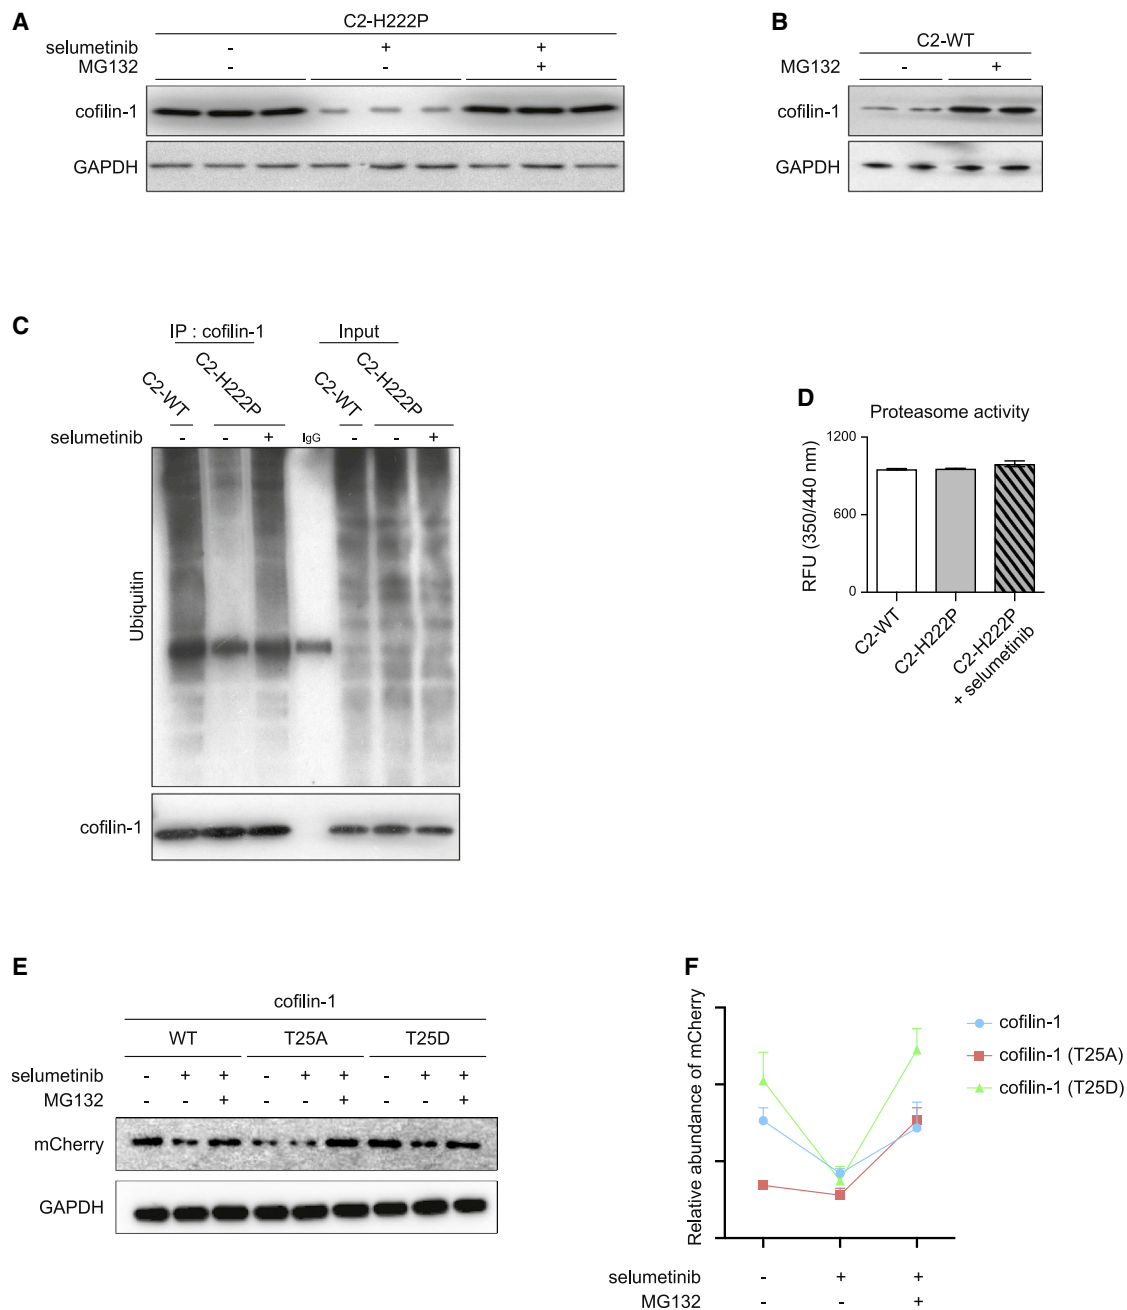 A
C2-H222P
selumetinib - + +
MG132 - - +
cofilin-1
GAPDH
B
C2-WT
MG132 - +
cofilin-1
GAPDH
C
IP : cofilin-1 Input
C2-WT C2-H222P C2-WT C2-H222P
selumetinib - - + IgG - - +
Ubiquitin
cofilin-1
D
Proteasome activity
RFU (350/440 nm)
1200
600
0
C2-WT
C2-H222P
C2-H222P
+ selumetinib
E
cofilin-1
WT T25A T25D
selumetinib - + + - + + - + +
MG132 - - + - - + - - +
mCherry
GAPDH
F
Relative abundance of mCherry
cofilin-1
cofilin-1 (T25A)
cofilin-1 (T25D)
selumetinib - + +
MG132 - - +